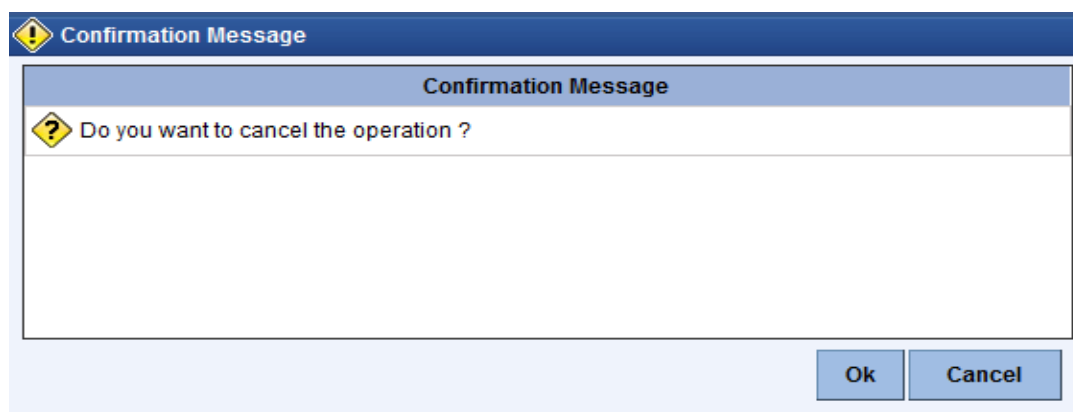 Confirmation Message
Confirmation Message
Do you want to cancel the operation ?
Ok
Cancel